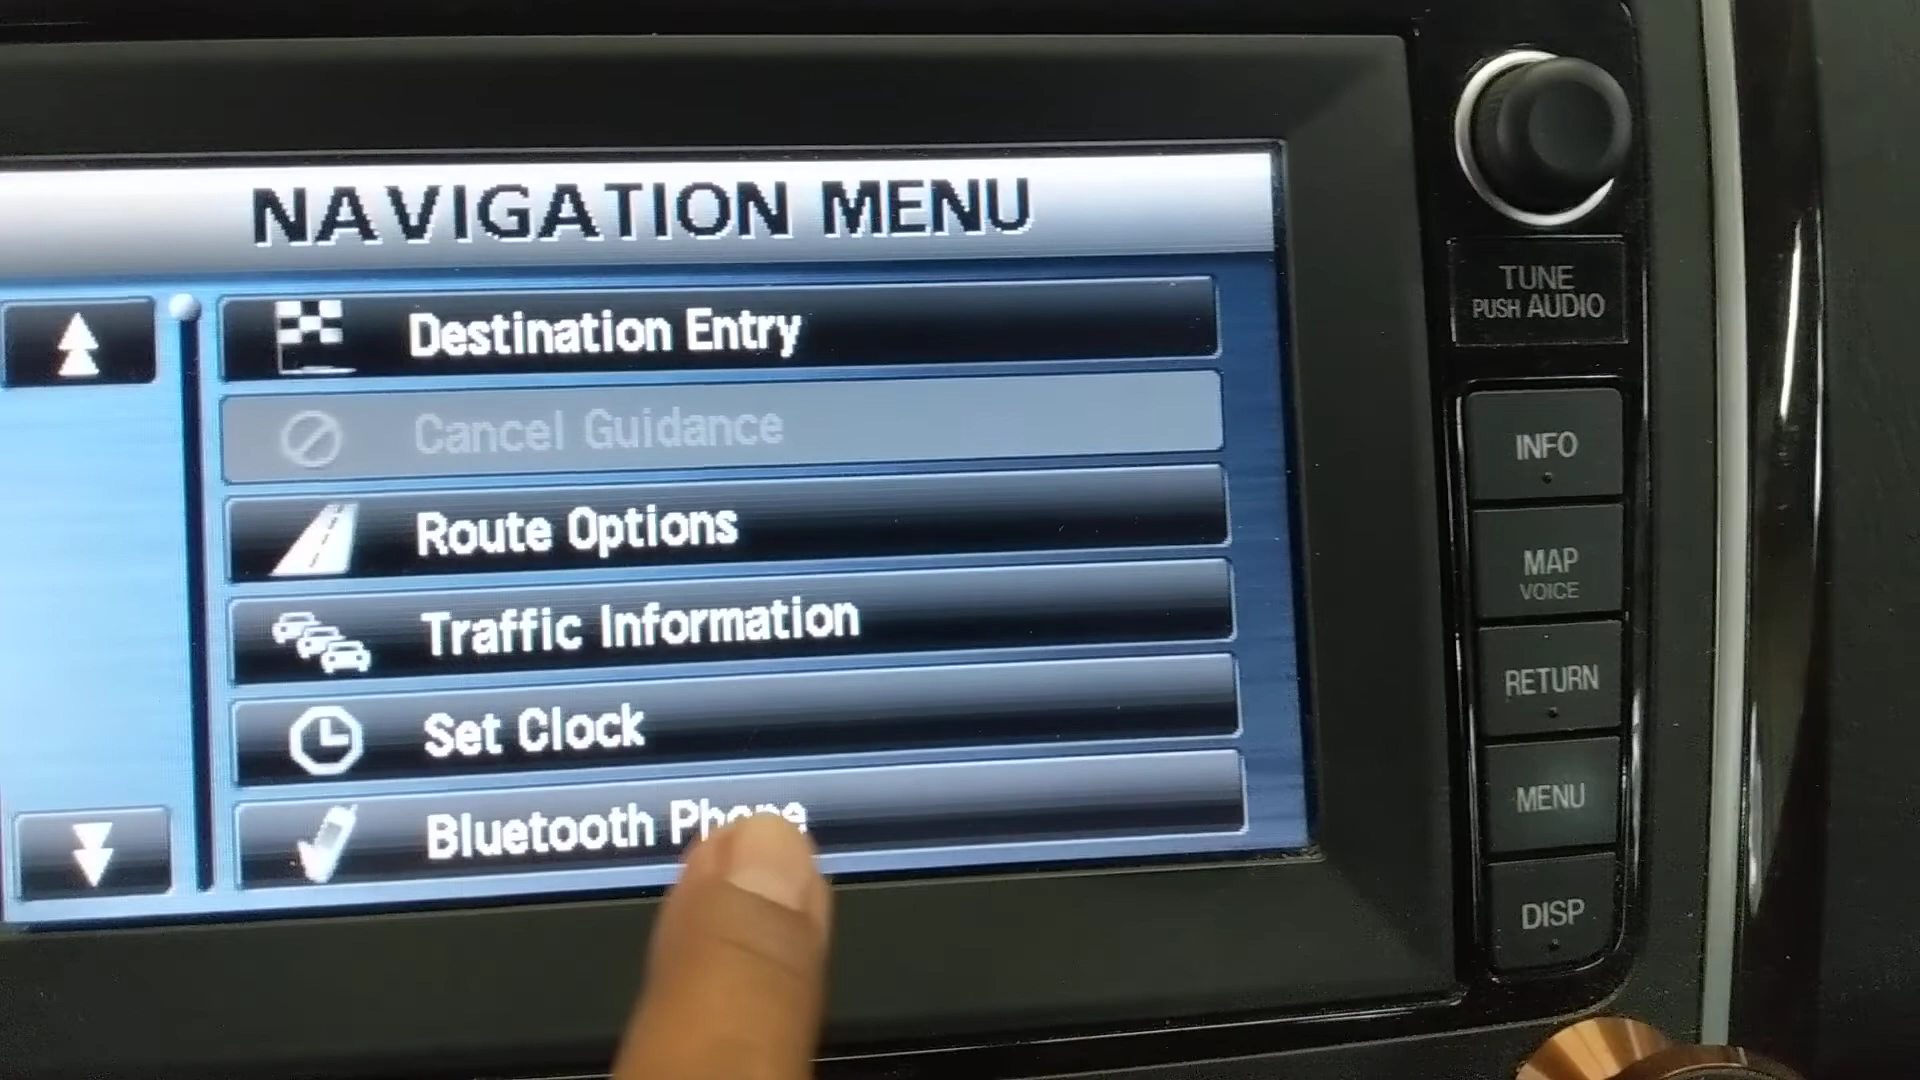 NAVIGATION MENU
Destination Entry
Cancel Guidance
Route Options
Traffic Information
Set Clock
Bluetooth Phone
TUNE
PUSH AUDIO
INFO
MAP
VOICE
RETURN
MENU
DISP